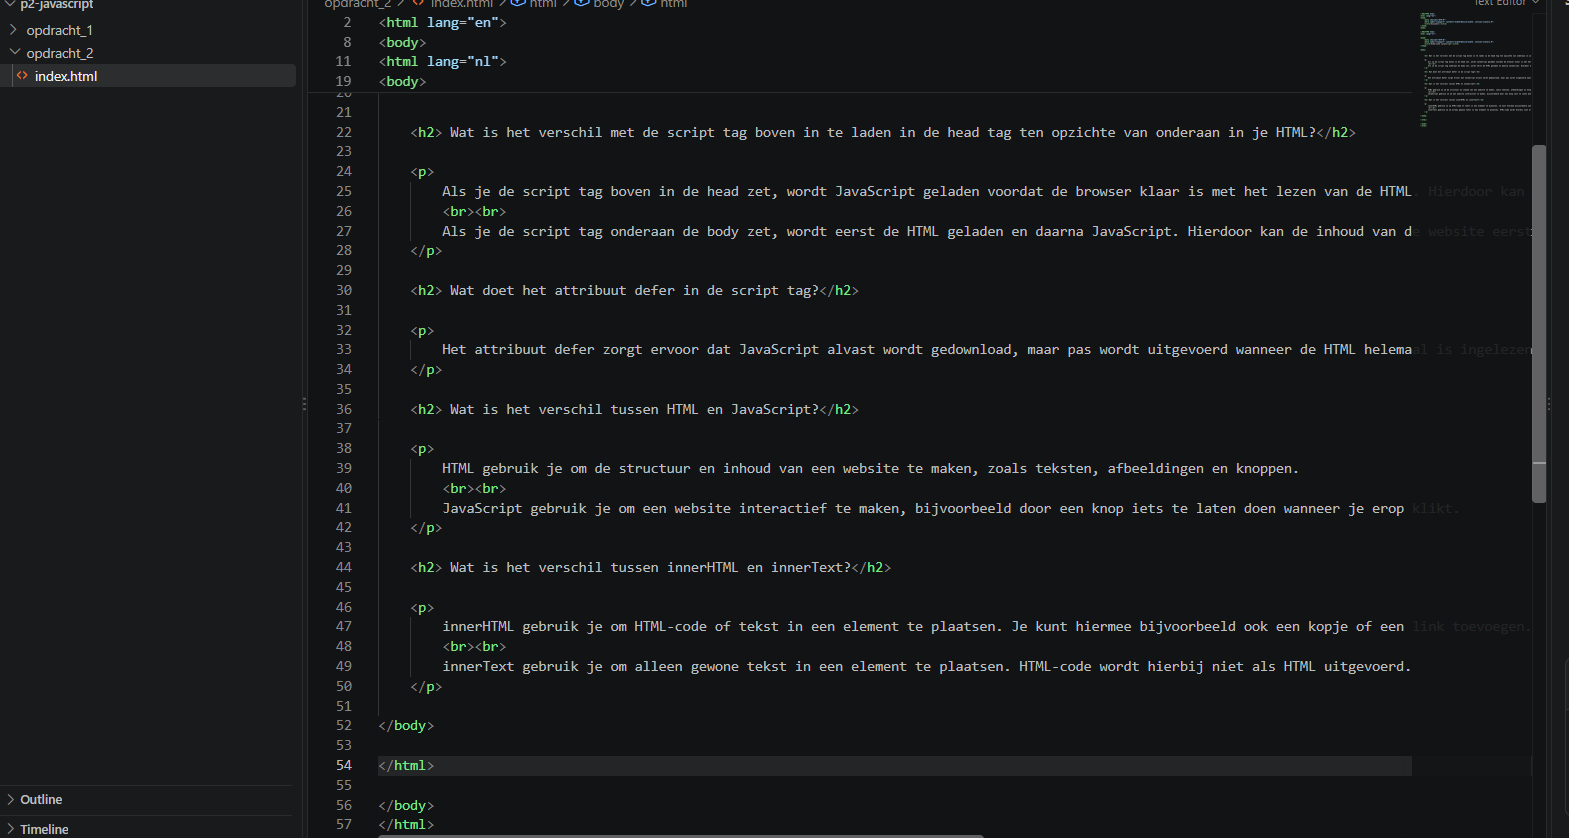 p2-javascript
opdracht_1
opdracht_2
index.html
Outline
Timeline
opdracht_2 > index.html > html > body > html
Text Editor
2 <html lang="en">
8 <body>
11 <html lang="nl">
19 <body>
20
21
22 <h2> Wat is het verschil met de script tag boven in te laden in de head tag ten opzichte van onderaan in je HTML?</h2>
23
24 <p>
25 Als je de script tag boven in de head zet, wordt JavaScript geladen voordat de browser klaar is met het lezen van de HTML. Hierdoor kan
26 <br><br>
27 Als je de script tag onderaan de body zet, wordt eerst de HTML geladen en daarna JavaScript. Hierdoor kan de inhoud van de website eerst
28 </p>
29
30 <h2> Wat doet het attribuut defer in de script tag?</h2>
31
32 <p>
33 Het attribuut defer zorgt ervoor dat JavaScript alvast wordt gedownload, maar pas wordt uitgevoerd wanneer de HTML helemaal is ingelezen
34 </p>
35
36 <h2> Wat is het verschil tussen HTML en JavaScript?</h2>
37
38 <p>
39 HTML gebruik je om de structuur en inhoud van een website te maken, zoals teksten, afbeeldingen en knoppen.
40 <br><br>
41 JavaScript gebruik je om een website interactief te maken, bijvoorbeeld door een knop iets te laten doen wanneer je erop klikt.
42 </p>
43
44 <h2> Wat is het verschil tussen innerHTML en innerText?</h2>
45
46 <p>
47 innerHTML gebruik je om HTML-code of tekst in een element te plaatsen. Je kunt hiermee bijvoorbeeld ook een kopje of een link toevoegen.
48 <br><br>
49 innerText gebruik je om alleen gewone tekst in een element te plaatsen. HTML-code wordt hierbij niet als HTML uitgevoerd.
50 </p>
51
52 </body>
53
54 </html>
55
56 </body>
57 </html>